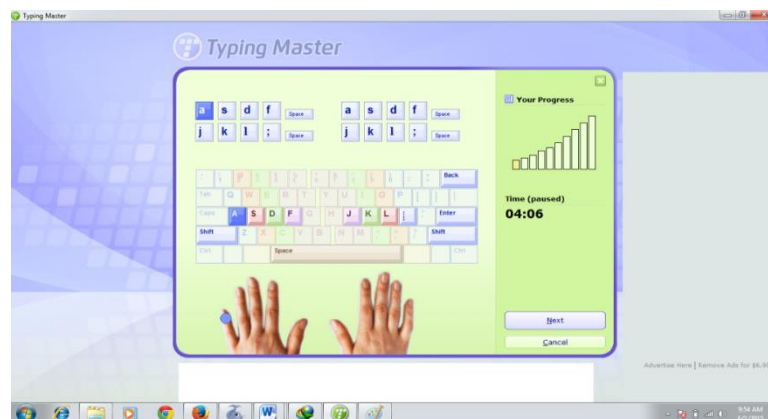 Typing Master
Typing Master
a s d f Space a s d f Space
j k l ; Space j k l ; Space
Your Progress
Back
Tab Q W E R T Y U I O P
Caps A S D F G H J K L ; Enter
Shift Z X C V B N M Shift
Ctrl Space Ctrl
Time (paused)
04:06
Next
Cancel
Advertise Here | Remove Ads for $6.90
9:54 AM